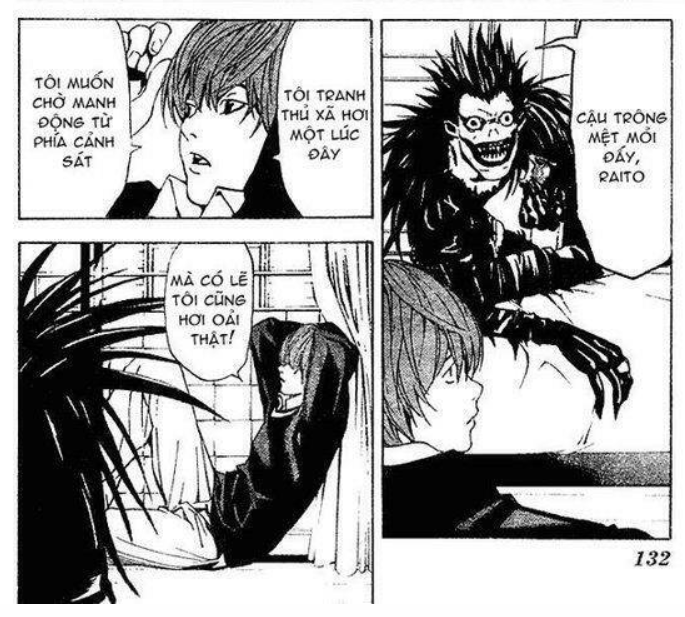 CẬU TRÔNG
MỆT MỎI
ĐẤY,
RAITO
TÔI TRANH
THỦ XÃ HƠI
MỘT LÚC
ĐÂY
TÔI MUỐN
CHỜ MANH
ĐỘNG TỪ
PHÍA CẢNH
SÁT
MÀ CÓ LẼ
TÔI CŨNG
HƠI OẢI
THẬT!
132